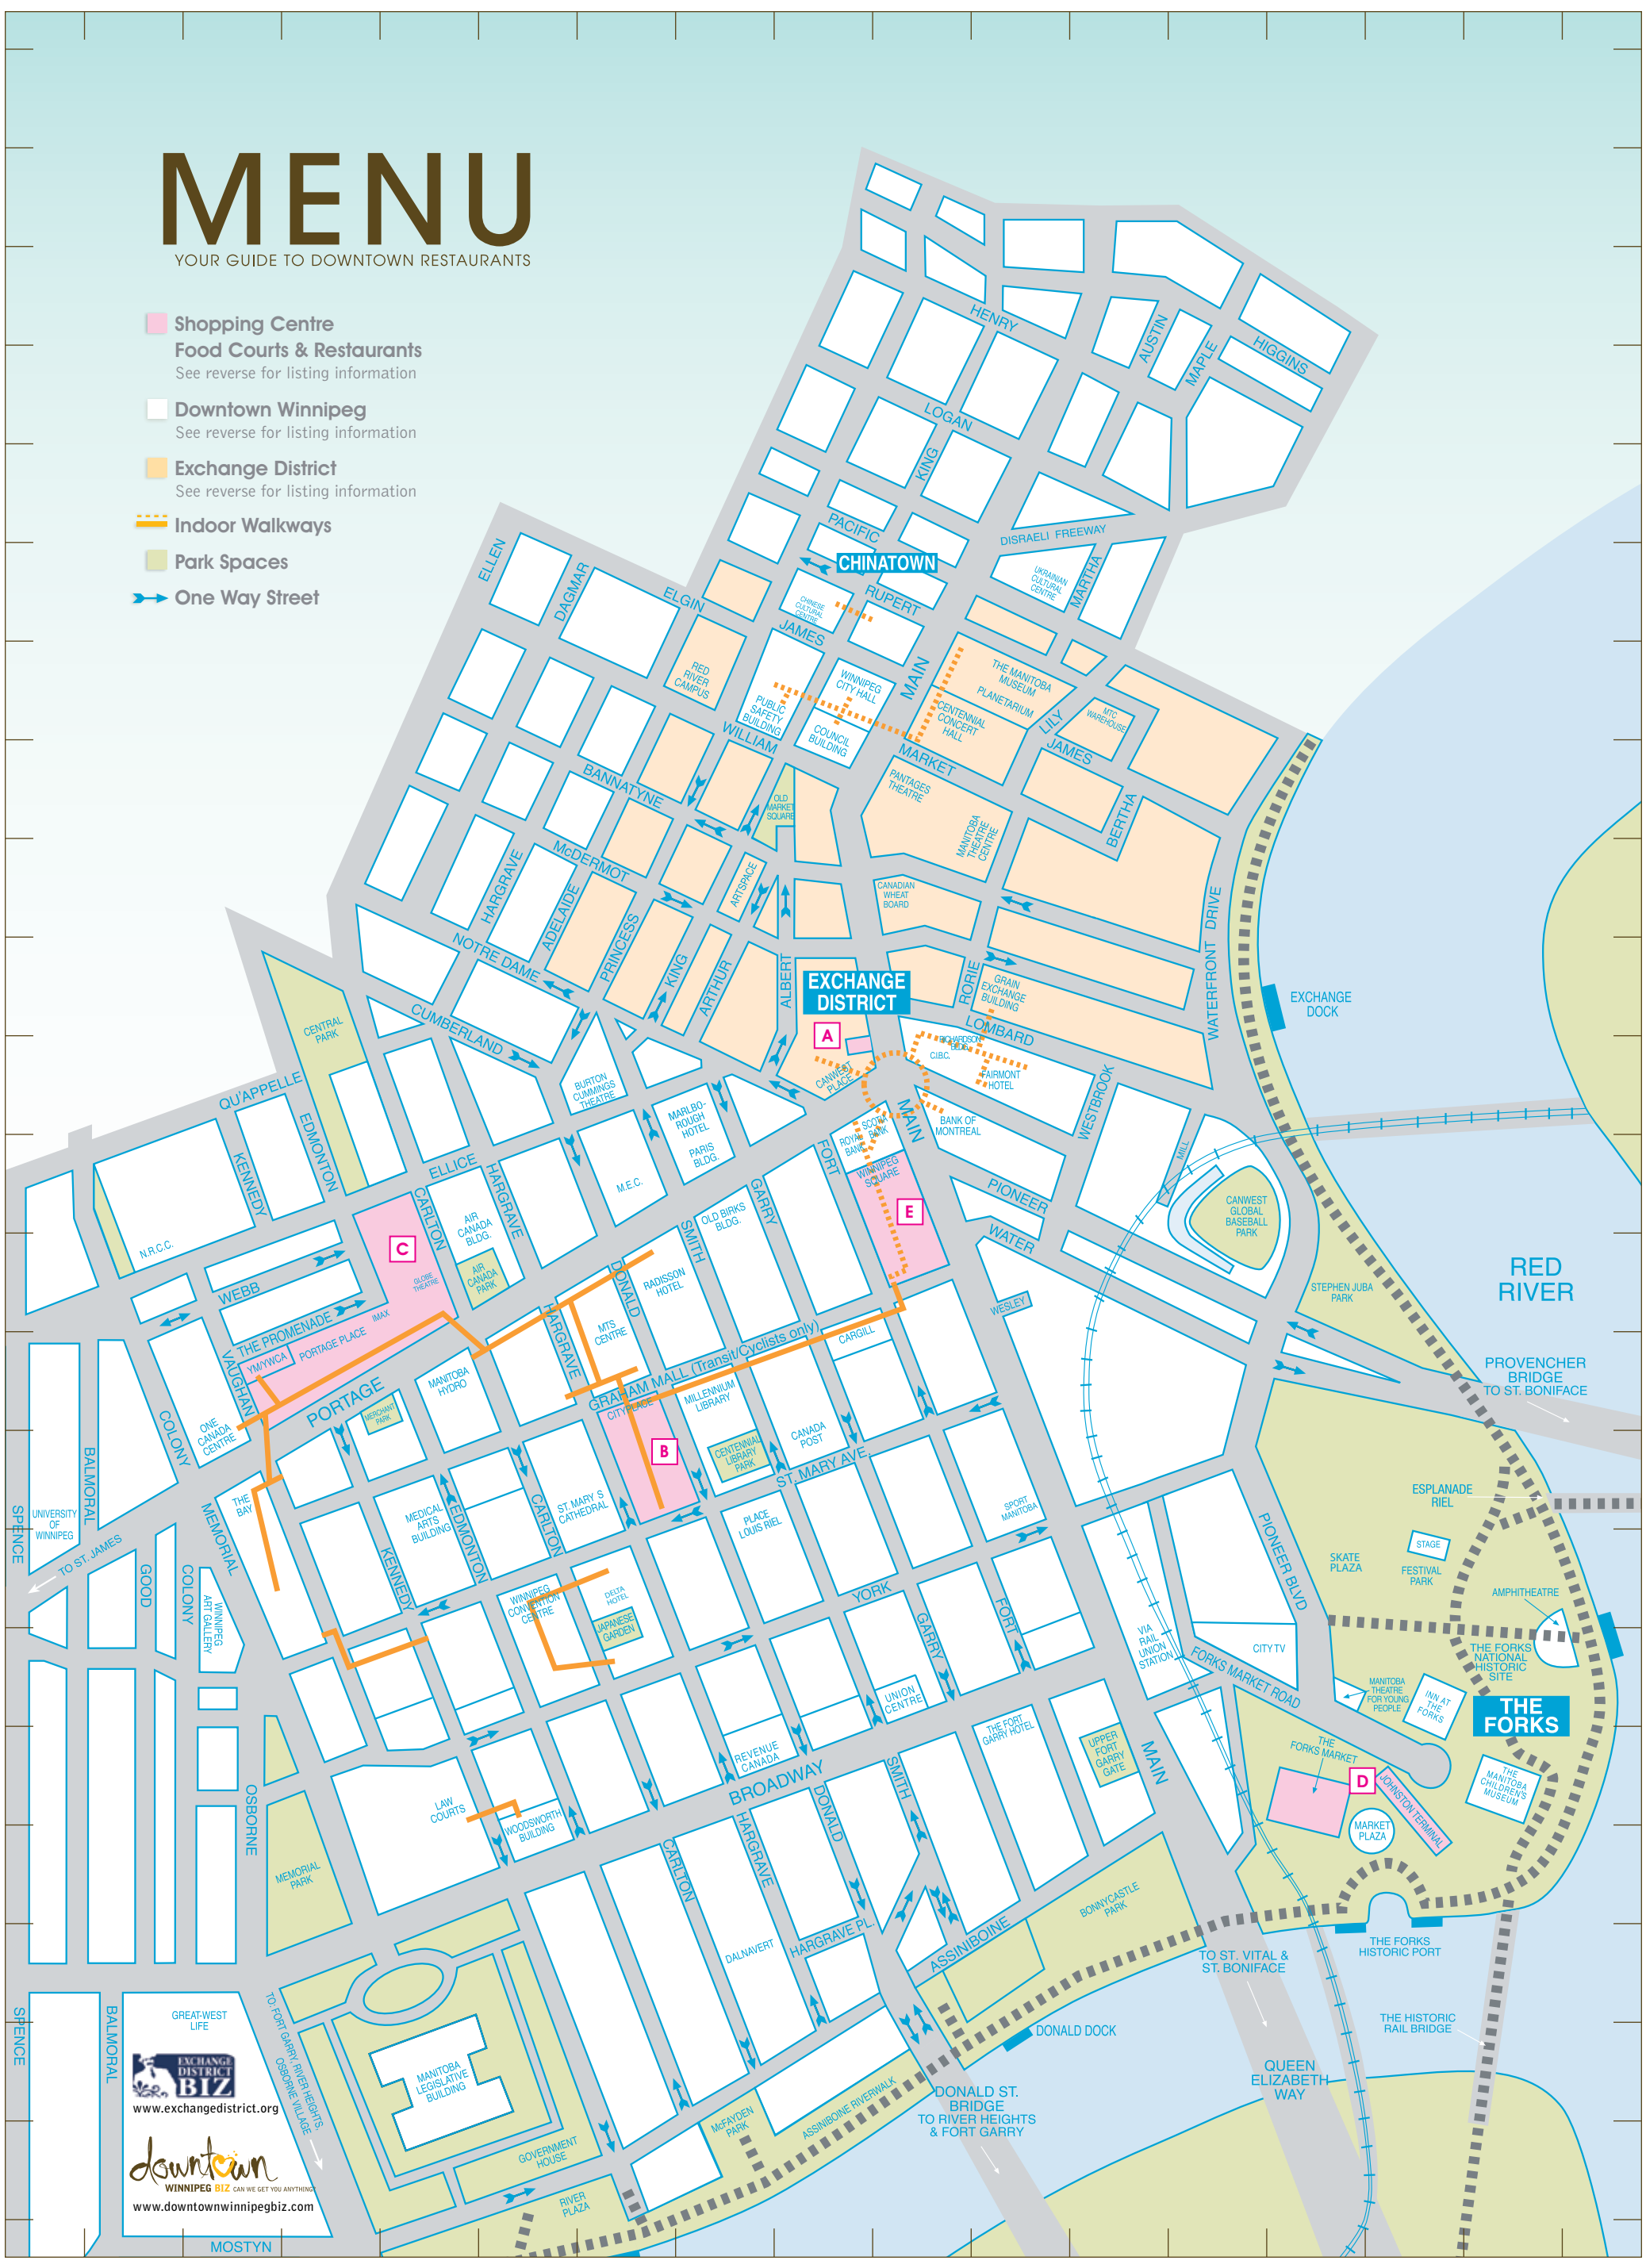 MENU
YOUR GUIDE TO DOWNTOWN RESTAURANTS
Shopping Centre
Food Courts & Restaurants
See reverse for listing information
Downtown Winnipeg
See reverse for listing information
Exchange District
See reverse for listing information
Indoor Walkways
Park Spaces
One Way Street
HENRY
AUSTIN
MAPLE
HIGGINS
LOGAN
KING
PACIFIC
DISRAELI FREEWAY
CHINATOWN
UKRAINIAN
CULTURAL
CENTRE
MARTHA
ELLEN
DAGMAR
ELGIN
CHINESE
CULTURAL
CENTRE
RUPERT
JAMES
RED
RIVER
CAMPUS
WINNIPEG
CITY HALL
MAIN
THE MANITOBA
MUSEUM
PLANETARIUM
PUBLIC
SAFETY
BUILDING
COUNCIL
BUILDING
CENTENNIAL
CONCERT
HALL
LILY
MTC
WAREHOUSE
WILLIAM
MARKET
JAMES
BANNATYNE
PANTAGES
THEATRE
OLD
MARKET
SQUARE
BERTHA
MANITOBA
THEATRE
CENTRE
McDERMOT
HARGRAVE
ADELAIDE
ARTSPACE
CANADIAN
WHEAT
BOARD
PRINCESS
NOTRE DAME
KING
ARTHUR
ALBERT
EXCHANGE
DISTRICT
RORIE
GRAIN
EXCHANGE
BUILDING
WATERFRONT DRIVE
EXCHANGE
DOCK
CENTRAL
PARK
CUMBERLAND
A
LOMBARD
RICHARDSON
BLDG.
C.I.B.C.
FAIRMONT
HOTEL
CANWEST
PLACE
BURTON
CUMMINGS
THEATRE
QU'APPELLE
EDMONTON
KENNEDY
MARLBO-
ROUGH
HOTEL
PARIS
BLDG.
MAIN
BANK OF
MONTREAL
SCOTIA
BANK
ROYAL
BANK
WESTBROOK
MILL
FORT
WINNIPEG
SQUARE
E
ELLICE
HARGRAVE
CARLTON
M.E.C.
GARRY
PIONEER
WATER
CANWEST
GLOBAL
BASEBALL
PARK
N.R.C.C.
C
AIR
CANADA
BLDG.
AIR
CANADA
PARK
GLOBE
THEATRE
OLD BIRKS
BLDG.
SMITH
RADISSON
HOTEL
DONALD
WEBB
THE PROMENADE
IMAX
PORTAGE PLACE
YM/YWCA
VAUGHAN
MTS
CENTRE
HARGRAVE
GRAHAM MALL (Transit/Cyclists only)
CARGILL
WESLEY
STEPHEN JUBA
PARK
RED
RIVER
PROVENCHER
BRIDGE
TO ST. BONIFACE
PORTAGE
MERCHANT
PARK
MANITOBA
HYDRO
CITYPLACE
MILLENNIUM
LIBRARY
B
CENTENNIAL
LIBRARY
PARK
CANADA
POST
ST. MARY AVE.
ONE
CANADA
CENTRE
COLONY
BALMORAL
SPENCE
UNIVERSITY
OF
WINNIPEG
THE
BAY
MEMORIAL
TO ST. JAMES
GOOD
COLONY
WINNIPEG
ART GALLERY
MEDICAL
ARTS
BUILDING
EDMONTON
KENNEDY
CARLTON
ST. MARY S
CATHEDRAL
PLACE
LOUIS RIEL
SPORT
MANITOBA
WINNIPEG
CONVENTION
CENTRE
DELTA
HOTEL
JAPANESE
GARDEN
YORK
GARRY
FORT
VIA
RAIL
UNION
STATION
PIONEER BLVD
ESPLANADE
RIEL
SKATE
PLAZA
STAGE
FESTIVAL
PARK
AMPHITHEATRE
CITY TV
FORKS MARKET ROAD
THE FORKS
NATIONAL
HISTORIC
SITE
MANITOBA
THEATRE
FOR YOUNG
PEOPLE
INN AT
THE
FORKS
THE
FORKS
UNION
CENTRE
THE FORT
GARRY HOTEL
UPPER
FORT
GARRY
GATE
MAIN
THE
FORKS MARKET
D
JOHNSTON TERMINAL
MARKET
PLAZA
THE
MANITOBA
CHILDREN'S
MUSEUM
REVENUE
CANADA
BROADWAY
LAW
COURTS
WOODSWORTH
BUILDING
OSBORNE
MEMORIAL
PARK
CARLTON
HARGRAVE
DONALD
SMITH
DALNAVERT
HARGRAVE PL.
ASSINIBOINE
BONNYCASTLE
PARK
THE FORKS
HISTORIC PORT
TO ST. VITAL &
ST. BONIFACE
THE HISTORIC
RAIL BRIDGE
QUEEN
ELIZABETH
WAY
DONALD DOCK
DONALD ST.
BRIDGE
TO RIVER HEIGHTS
& FORT GARRY
SPENCE
BALMORAL
GREAT-WEST
LIFE
TO: FORT GARRY, RIVER HEIGHTS,
OSBORNE VILLAGE
MANITOBA
LEGISLATIVE
BUILDING
GOVERNMENT
HOUSE
McFAYDEN
PARK
ASSINIBOINE RIVERWALK
RIVER
PLAZA
EXCHANGE
DISTRICT
BIZ
www.exchangedistrict.org
downtown
WINNIPEG BIZ CAN WE GET YOU ANYTHING?
www.downtownwinnipegbiz.com
MOSTYN